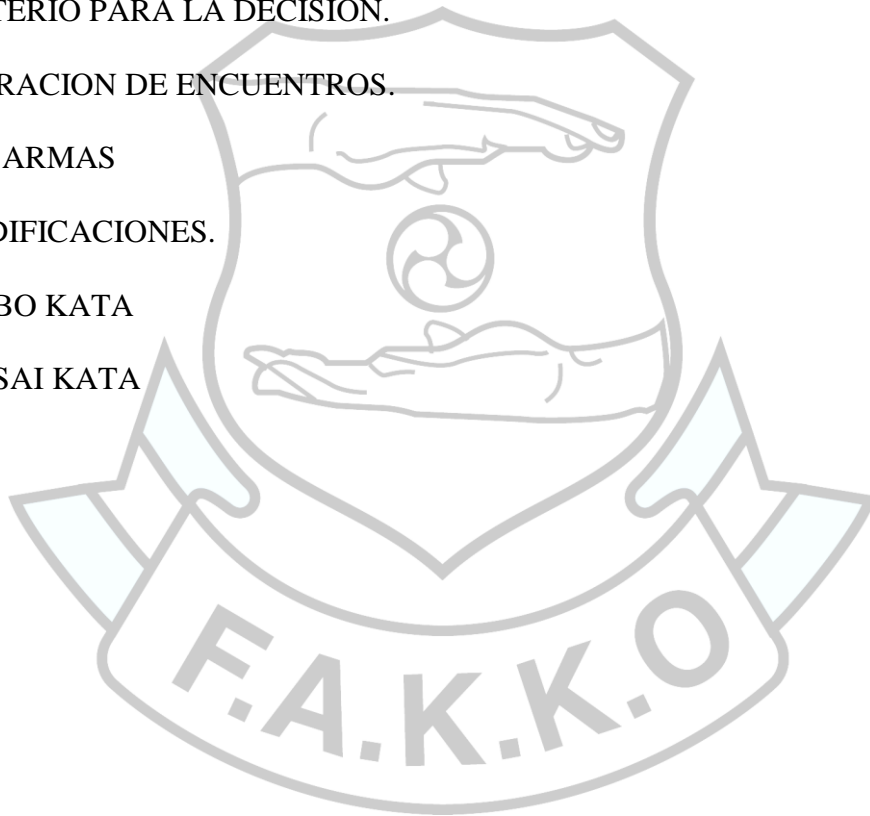 TERIO PARA LA DECISION.
RACION DE ENCUENTROS.
ARMAS
DIFICACIONES.
BO KATA
SAI KATA
F.A.K.K.O